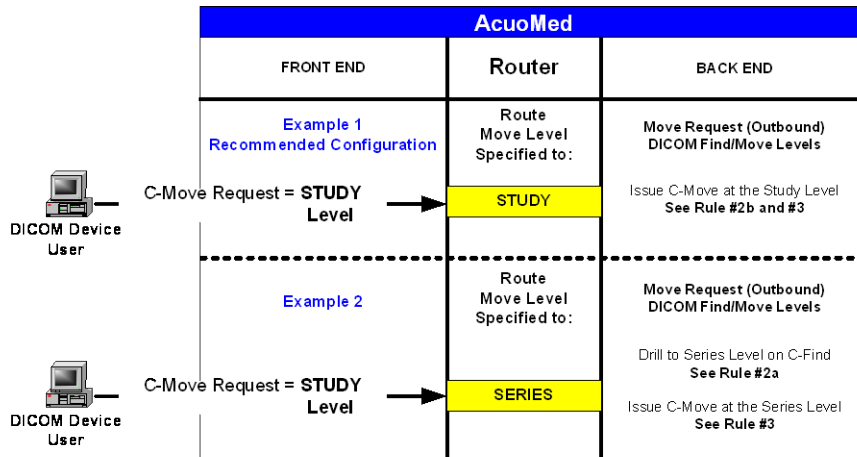 AcuoMed
FRONT END
Router
BACK END
Example 1
Recommended Configuration
Route
Move Level
Specified to:
Move Request (Outbound)
DICOM Find/Move Levels
DICOM Device
User
C-Move Request = STUDY
Level
STUDY
Issue C-Move at the Study Level
See Rule #2b and #3
Example 2
Route
Move Level
Specified to:
Move Request (Outbound)
DICOM Find/Move Levels
Drill to Series Level on C-Find
See Rule #2a
DICOM Device
User
C-Move Request = STUDY
Level
SERIES
Issue C-Move at the Series Level
See Rule #3